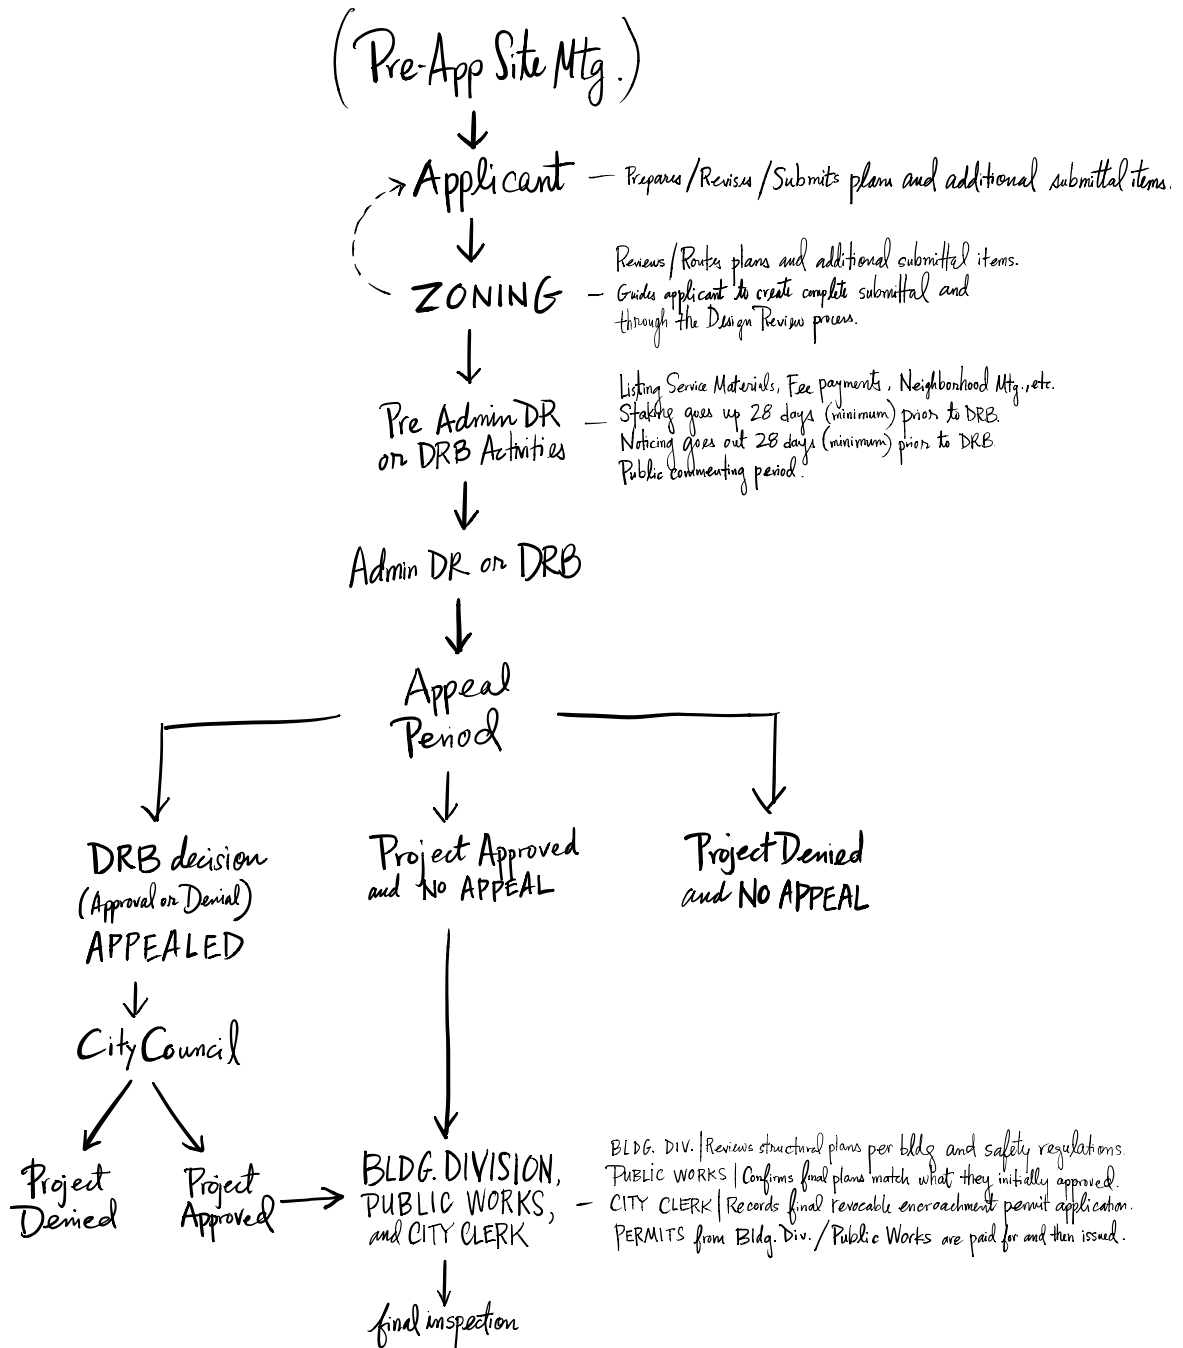 (Pre-App Site Mtg.)
Applicant — Prepares/Revises/Submits plans and additional submittal items.
ZONING —
Reviews/Routes plans and additional submittal items.
Guides applicant to create complete submittal and
through the Design Review process.
Pre Admin DR
or DRB Activities —
Listing Service Materials, Fee payments, Neighborhood Mtg., etc.
Staking goes up 28 days (minimum) prior to DRB.
Noticing goes out 28 days (minimum) prior to DRB
Public commenting period.
Admin DR or DRB
Appeal
Period
DRB decision
(Approval or Denial)
APPEALED
Project Approved
and NO APPEAL
Project Denied
and NO APPEAL
City Council
Project
Denied
Project
Approved
BLDG. DIVISION,
PUBLIC WORKS,
and CITY CLERK —
BLDG. DIV. | Reviews structural plans per bldg and safety regulations.
PUBLIC WORKS | Confirms final plans match what they initially approved.
CITY CLERK | Records final revocable encroachment permit application.
PERMITS from Bldg. Div./Public Works are paid for and then issued.
final inspection